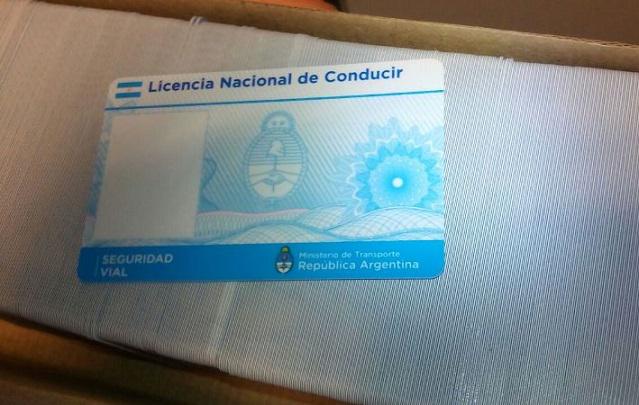 Licencia Nacional de Conducir
SEGURIDAD
VIAL
Ministerio de Transporte
República Argentina